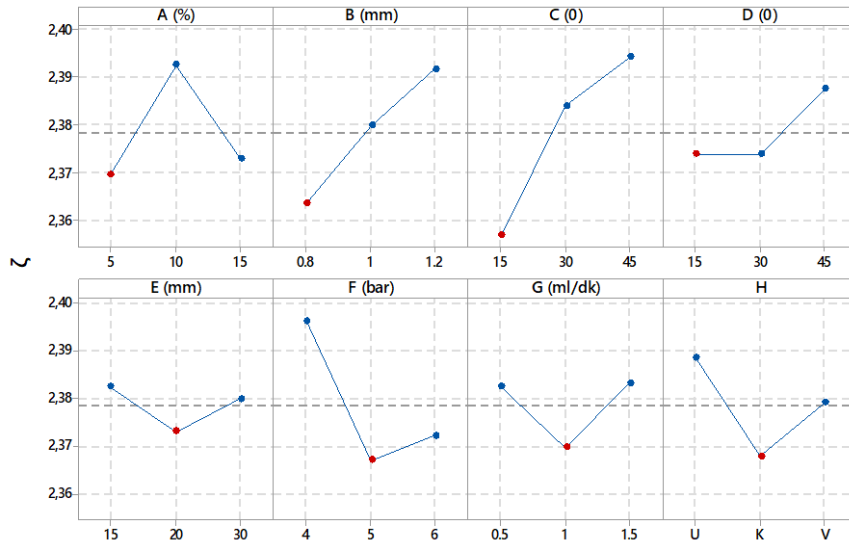 A (%) B (mm) C (0) D (0)
2,40
2,39
2,38
2,37
2,36
5 10 15 0.8 1 1.2 15 30 45 15 30 45
ζ
E (mm) F (bar) G (ml/dk) H
2,40
2,39
2,38
2,37
2,36
15 20 30 4 5 6 0.5 1 1.5 U K V